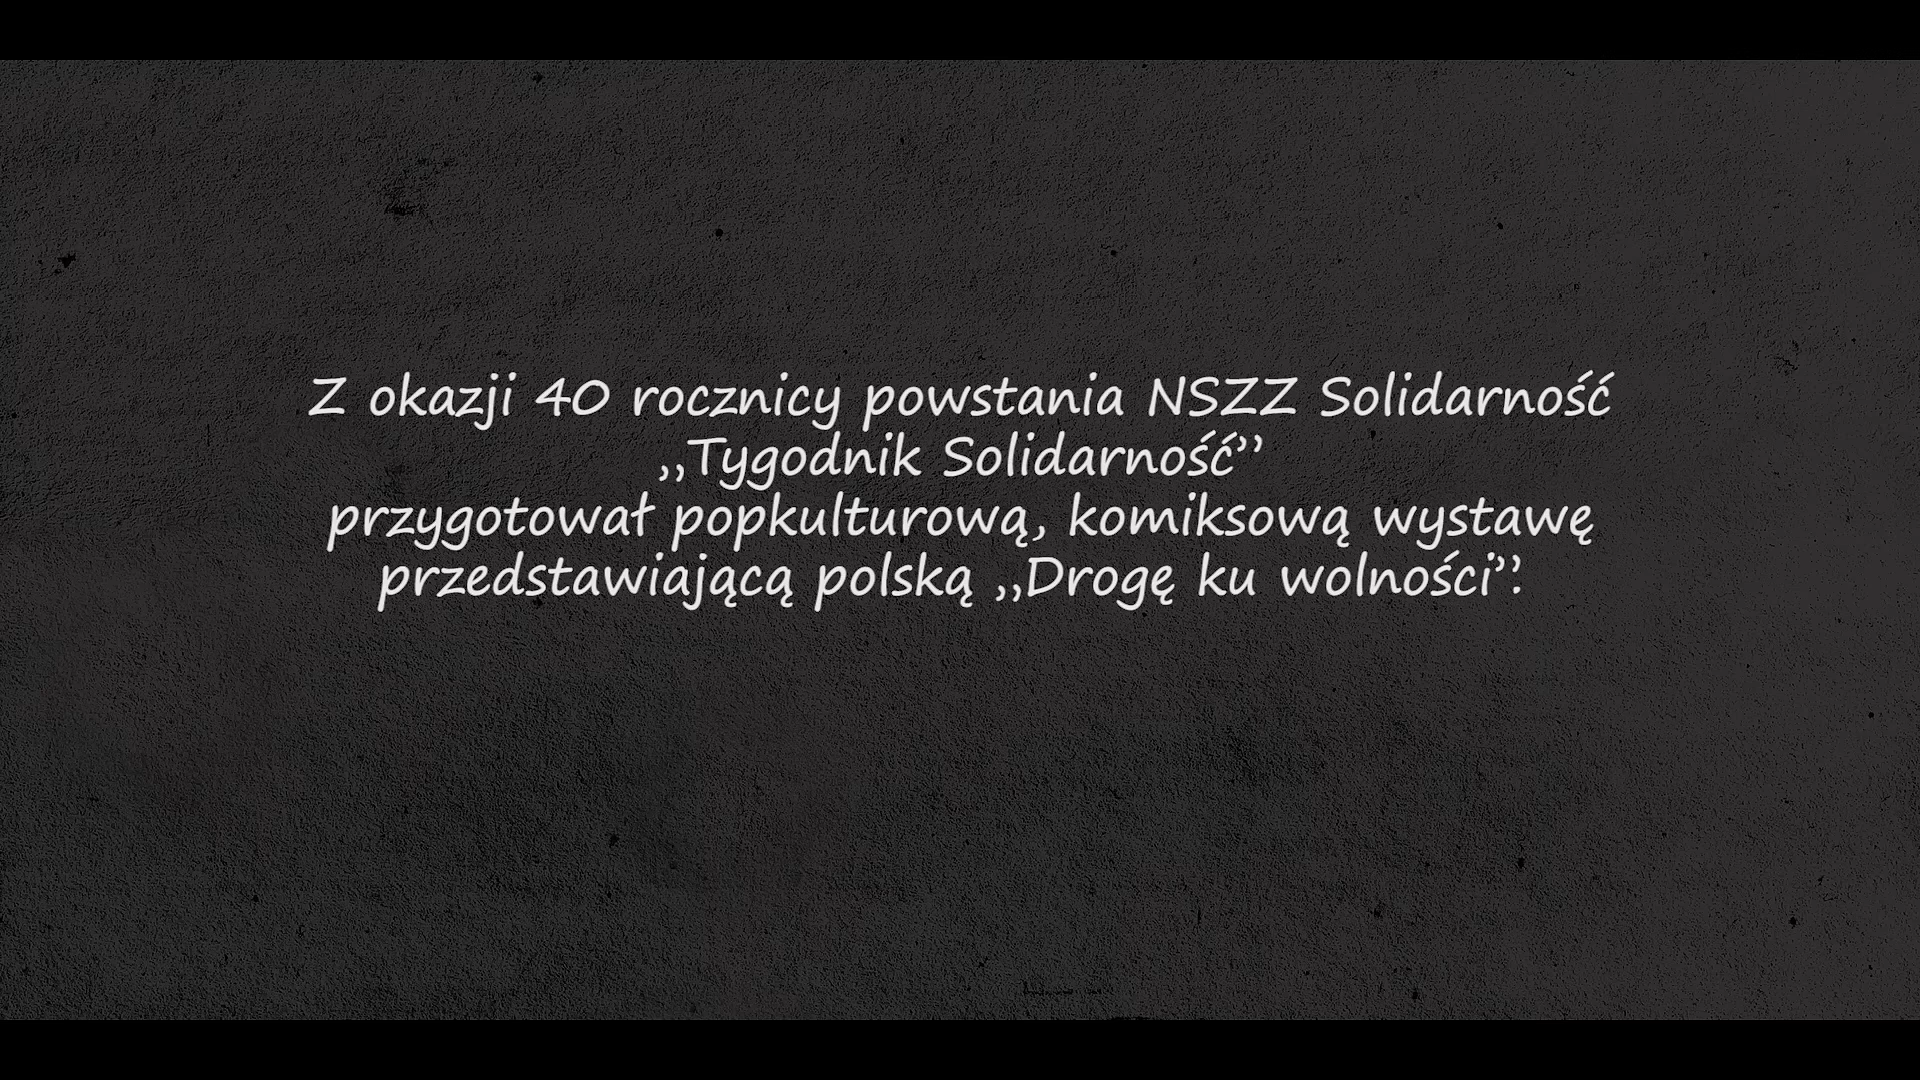 Z okazji 40 rocznicy powstania NSZZ Solidarność
,,Tygodnik Solidarność’’
przygotował popkulturową, komiksową wystawę
przedstawiającą polską ,,Drogę ku wolności’’.